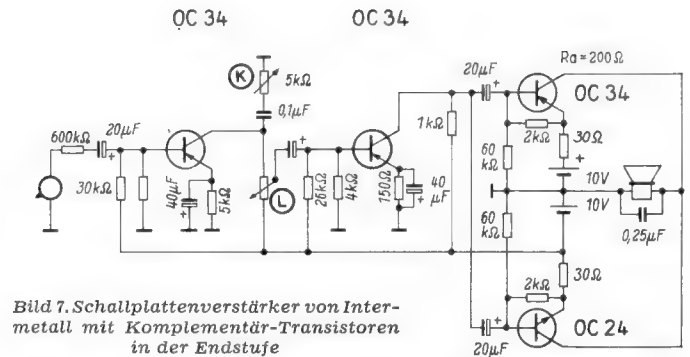 OC 34
OC 34
K
5kΩ
0,1µF
600kΩ
20µF
+
30kΩ
40µF
+
5kΩ
L
+
26kΩ
4kΩ
150Ω
+
40
µF
1kΩ
20µF
+
Ra = 200Ω
OC 34
2kΩ
30Ω
60
kΩ
+
10V
10V
60
kΩ
0,25µF
30Ω
2kΩ
OC 24
+
20µF
Bild 7. Schallplattenverstärker von Inter-
metall mit Komplementär-Transistoren
in der Endstufe